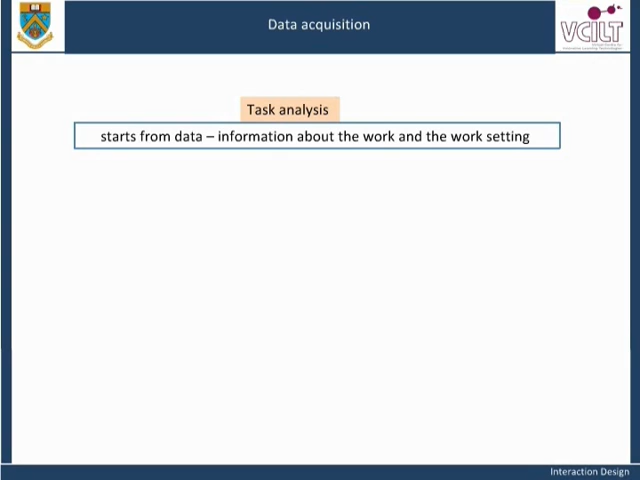 Data acquisition
VCILT
Task analysis
starts from data – information about the work and the work setting
Interaction Design